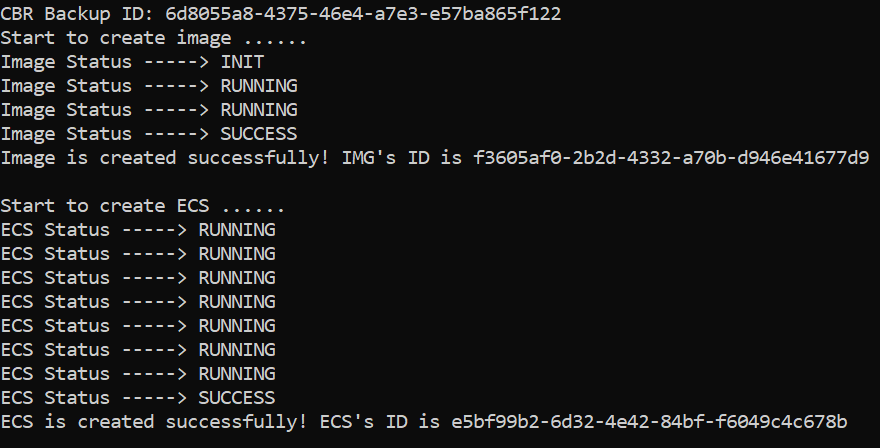 CBR Backup ID: 6d8055a8-4375-46e4-a7e3-e57ba865f122
Start to create image ......
Image Status -----> INIT
Image Status -----> RUNNING
Image Status -----> RUNNING
Image Status -----> SUCCESS
Image is created successfully! IMG's ID is f3605af0-2b2d-4332-a70b-d946e41677d9
Start to create ECS ......
ECS Status -----> RUNNING
ECS Status -----> RUNNING
ECS Status -----> RUNNING
ECS Status -----> RUNNING
ECS Status -----> RUNNING
ECS Status -----> RUNNING
ECS Status -----> RUNNING
ECS Status -----> SUCCESS
ECS is created successfully! ECS's ID is e5bf99b2-6d32-4e42-84bf-f6049c4c678b